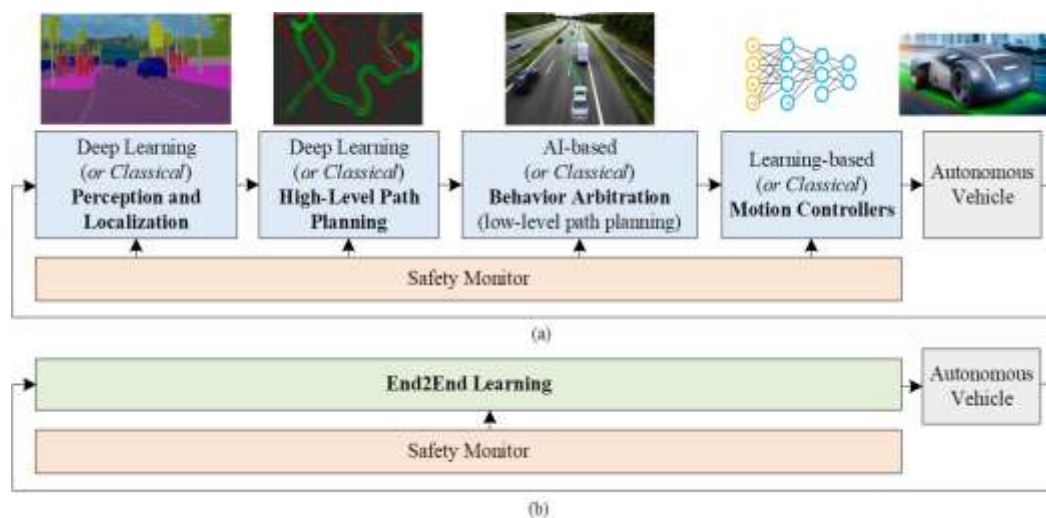 Deep Learning
(or Classical)
Perception and
Localization
Deep Learning
(or Classical)
High-Level Path
Planning
AI-based
(or Classical)
Behavior Arbitration
(low-level path planning)
Learning-based
(or Classical)
Motion Controllers
Autonomous
Vehicle
Safety Monitor
(a)
End2End Learning
Autonomous
Vehicle
Safety Monitor
(b)